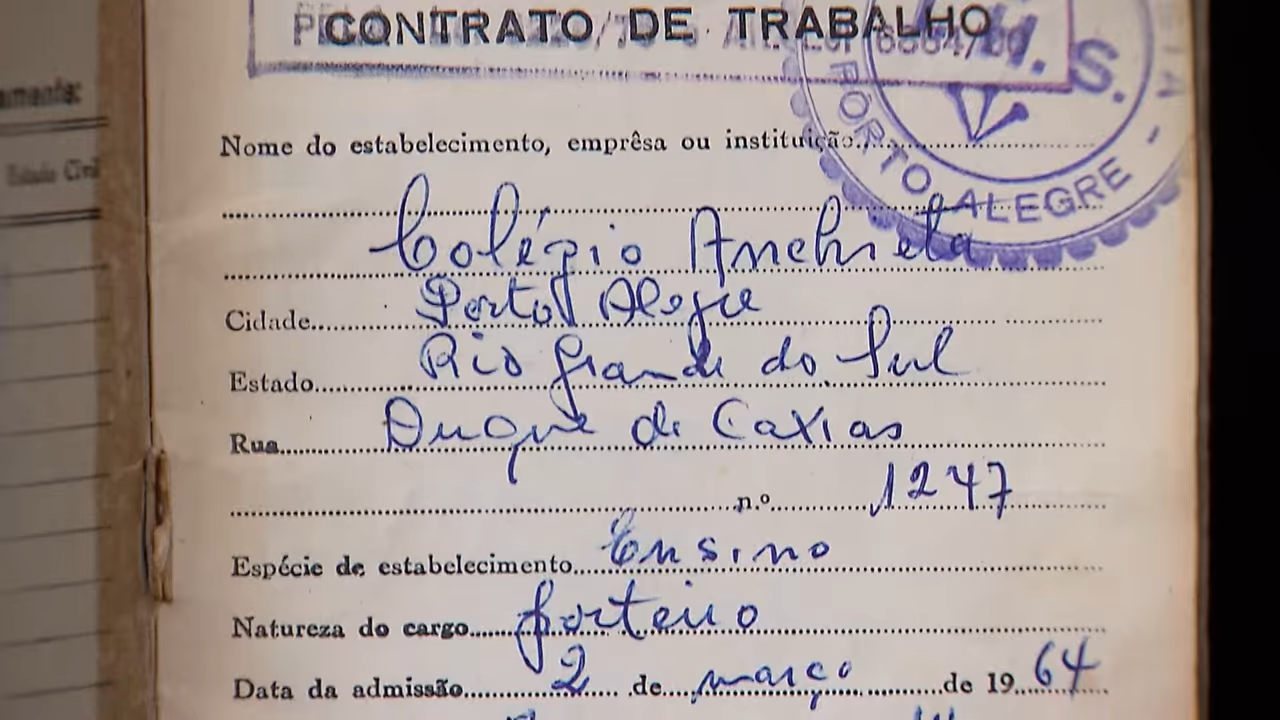 CONTRATO DE TRABALHO
S.
PORTO ALEGRE -
Nome do estabelecimento, emprêsa ou instituição
Colégio Anchieta
Cidade Porto Alegre
Estado Rio Grande do Sul
Rua Duque de Caxias
n.º 1247
Espécie de estabelecimento Ensino
Natureza do cargo porteiro
Data da admissão 2 de março de 1964